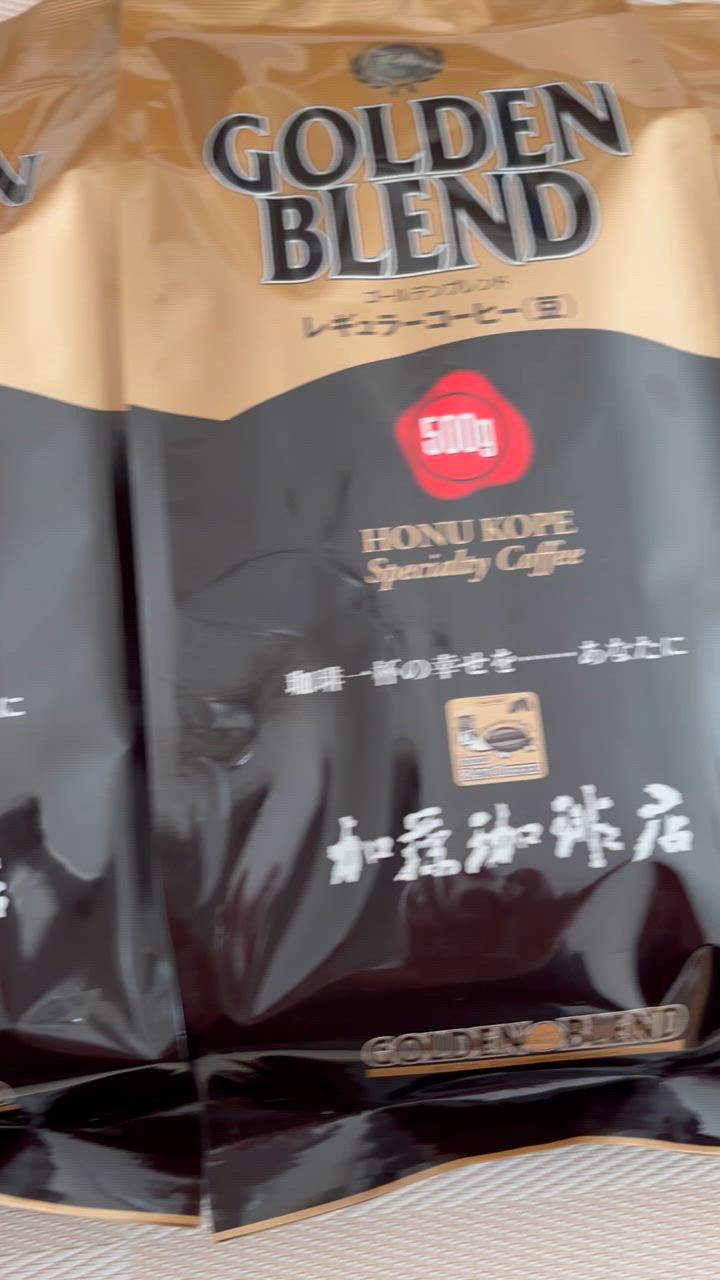 GOLDEN
BLEND
ゴールデンブレンド
レギュラーコーヒー(豆)
500g
HONU KOPE
Specialty Coffee
珈琲一杯の幸せを――あなたに
加藤珈琲店
GOLDEN BLEND
に